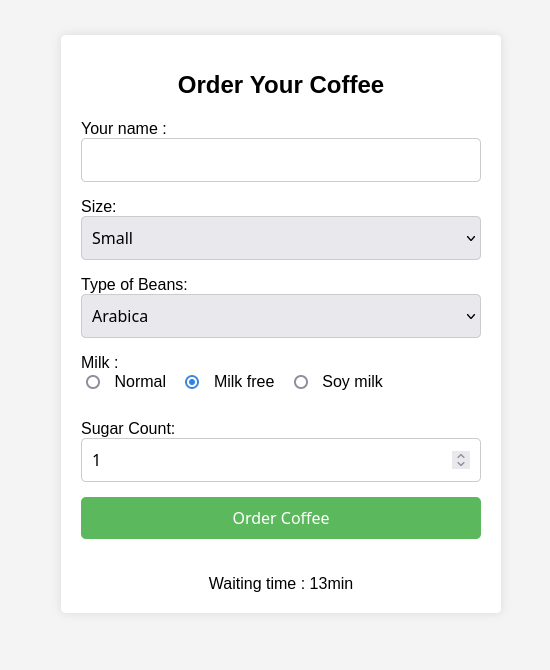 Order Your Coffee
Your name :
Size:
Small
Type of Beans:
Arabica
Milk :
Normal Milk free Soy milk
Sugar Count:
1
Order Coffee
Waiting time : 13min